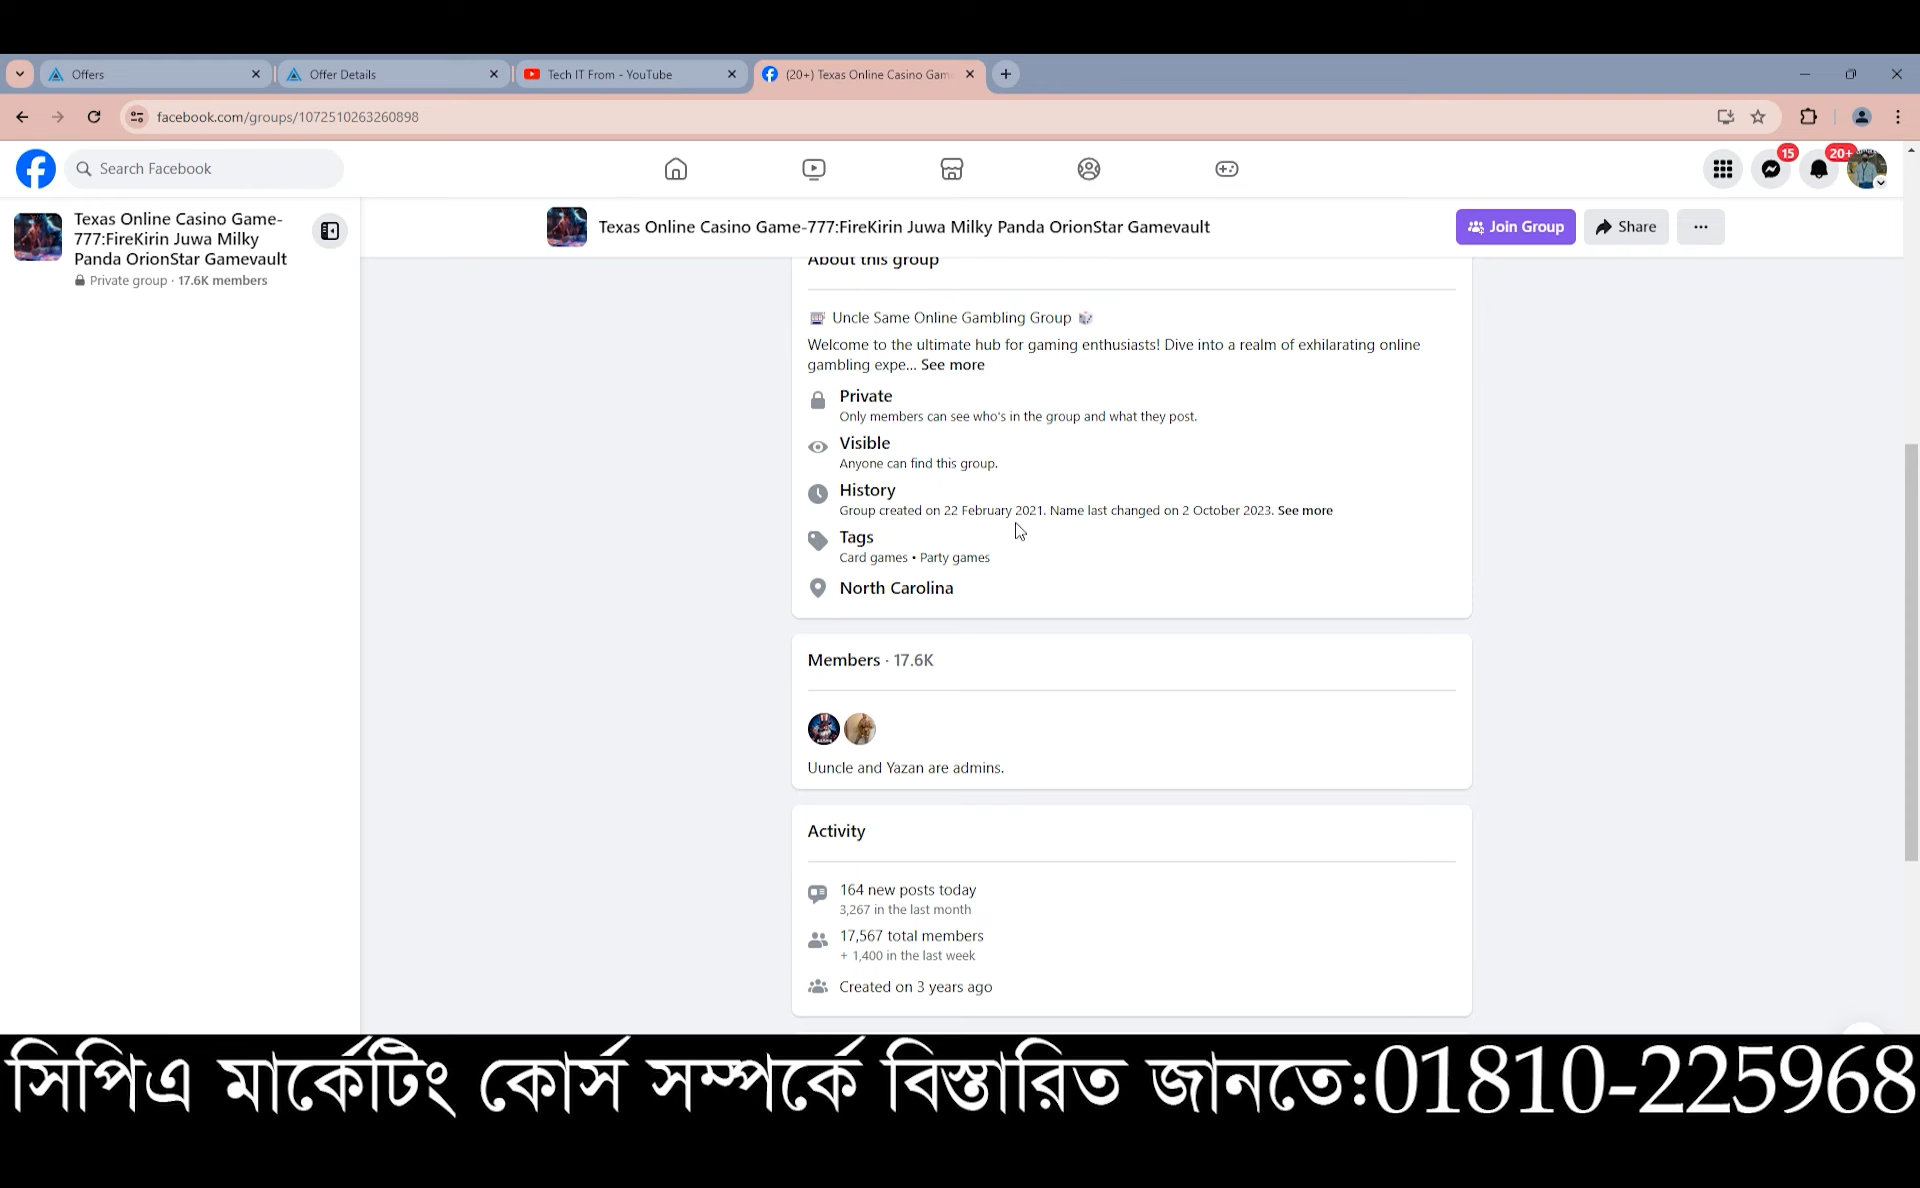 Offers
Offer Details
Tech IT From - YouTube
(20+) Texas Online Casino Gam
facebook.com/groups/1072510263260898
Search Facebook
15
20+
Texas Online Casino Game-
777:FireKirin Juwa Milky
Panda OrionStar Gamevault
Private group · 17.6K members
Texas Online Casino Game-777:FireKirin Juwa Milky Panda OrionStar Gamevault
Join Group
Share
About this group
Uncle Same Online Gambling Group
Welcome to the ultimate hub for gaming enthusiasts! Dive into a realm of exhilarating online
gambling expe... See more
Private
Only members can see who's in the group and what they post.
Visible
Anyone can find this group.
History
Group created on 22 February 2021. Name last changed on 2 October 2023. See more
Tags
Card games • Party games
North Carolina
Members · 17.6K
Uuncle and Yazan are admins.
Activity
164 new posts today
3,267 in the last month
17,567 total members
+ 1,400 in the last week
Created on 3 years ago
সিপিএ মার্কেটিং কোর্স সম্পর্কে বিস্তারিত জানতে:01810-225968